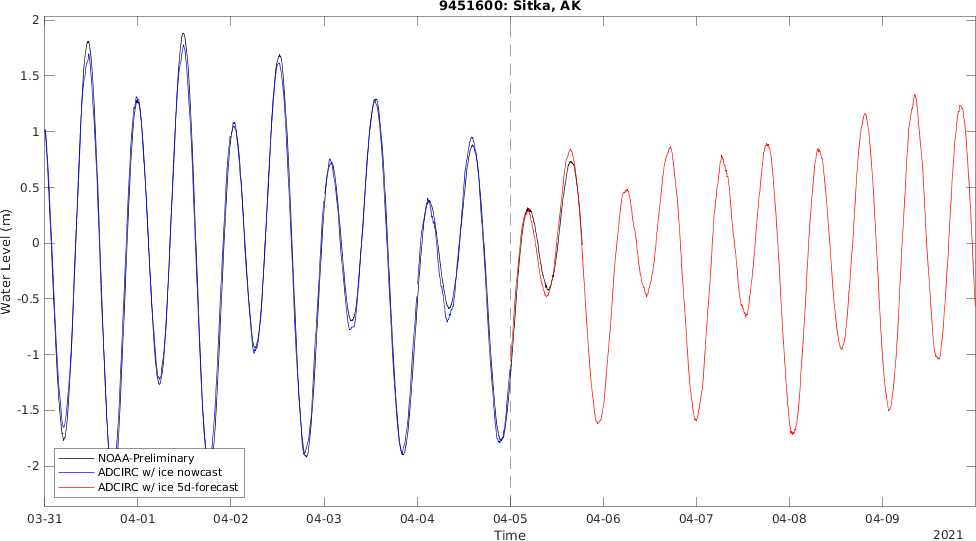 9451600: Sitka, AK
2
1.5
1
0.5
0
-0.5
-1
-1.5
-2
Water Level (m)
NOAA-Preliminary
ADCIRC w/ ice nowcast
ADCIRC w/ ice 5d-forecast
03-31 04-01 04-02 04-03 04-04 04-05 04-06 04-07 04-08 04-09
Time
2021